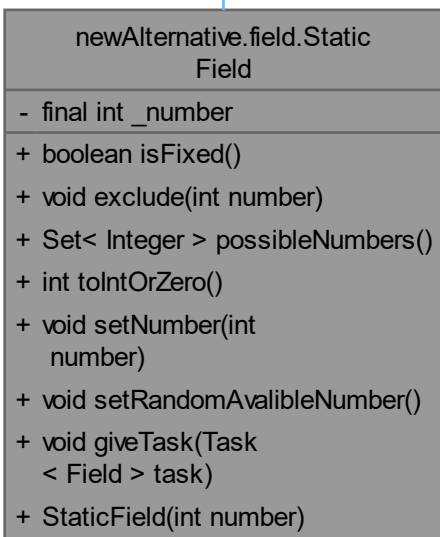 newAlternative.field.Static
Field
- final int _number
+ boolean isFixed()
+ void exclude(int number)
+ Set< Integer > possibleNumbers()
+ int toIntOrZero()
+ void setNumber(int
number)
+ void setRandomAvalibleNumber()
+ void giveTask(Task
< Field > task)
+ StaticField(int number)